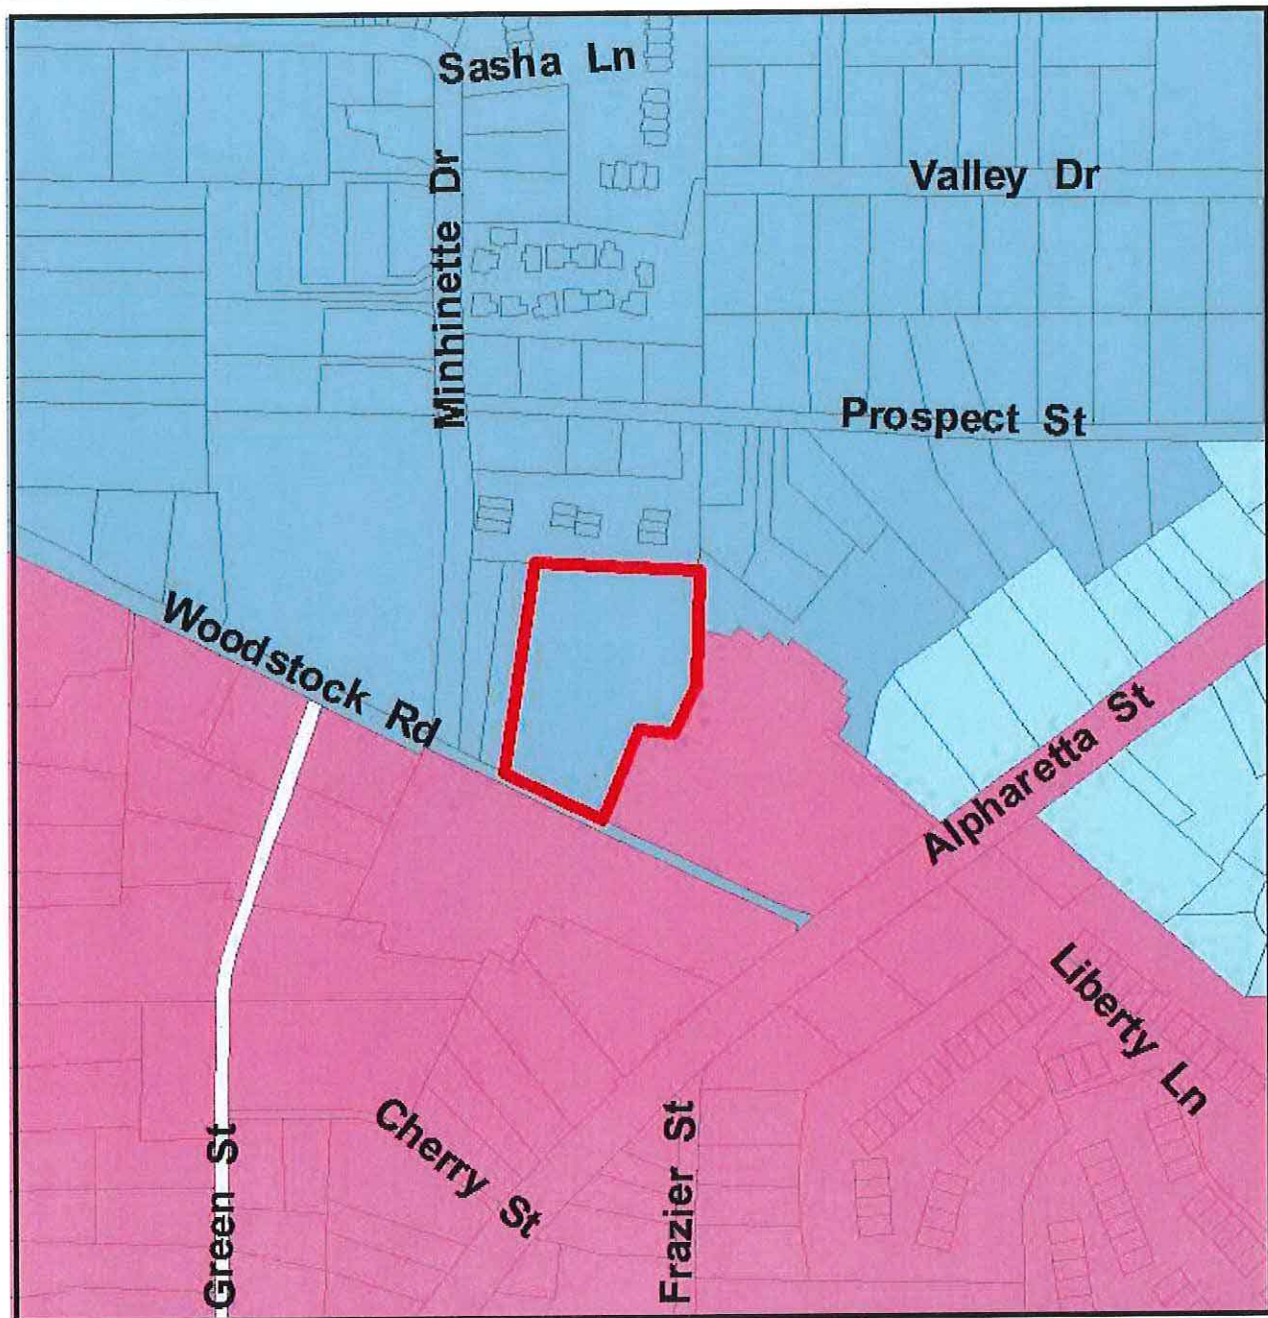 Sasha Ln
Valley Dr
Minhinette Dr
Prospect St
Woodstock Rd
Alpharetta St
Liberty Ln
Cherry St
Frazier St
Green St